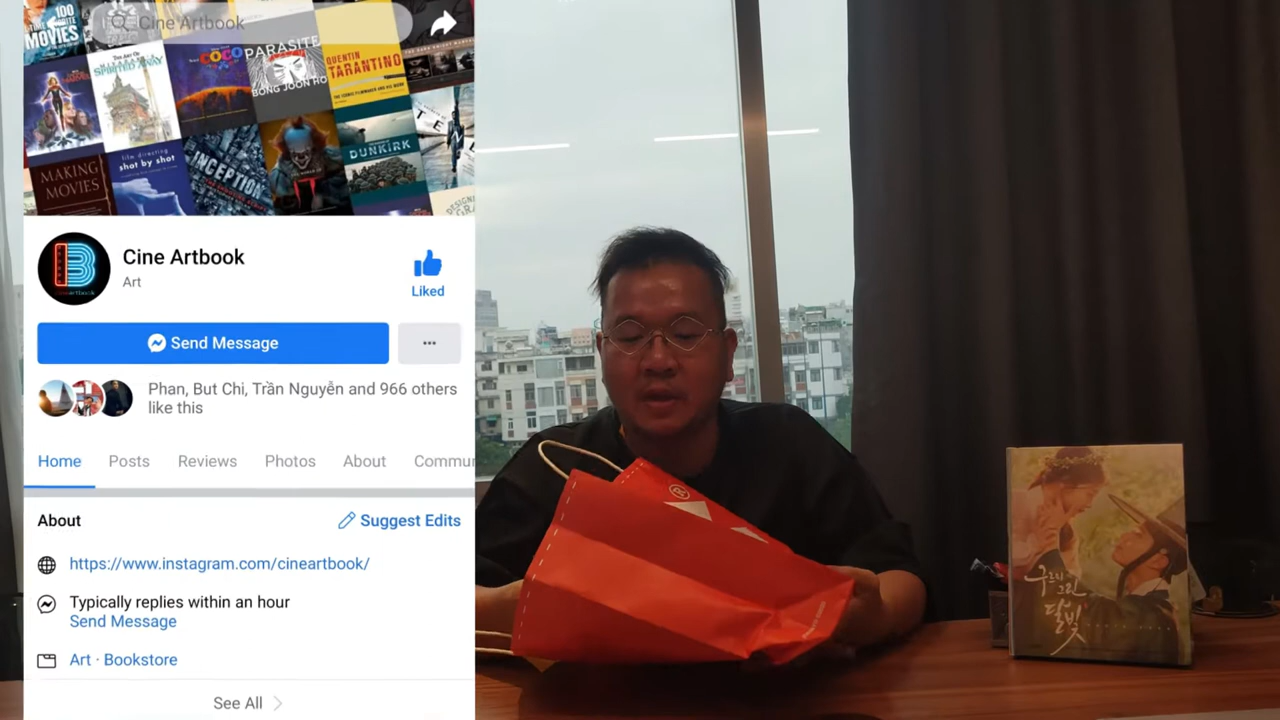 100
MOVIES
Cine Artbook
THE ART OF
SPIRITED AWAY
COCO
PARASITE
BONG JOON HO
QUENTIN
TARANTINO
MAKING
MOVIES
film directing
shot by shot
INCEPTION
DUNKIRK
Cine Artbook
Art
Liked
Send Message
Phan, But Chi, Trần Nguyễn and 966 others
like this
Home
Posts
Reviews
Photos
About
Commu
About
Suggest Edits
https://www.instagram.com/cineartbook/
Typically replies within an hour
Send Message
Art · Bookstore
See All
구르미
그린
달빛